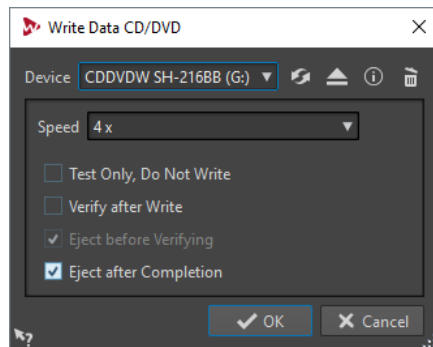 Write Data CD/DVD
Device CDDVDW SH-216BB (G:)
Speed 4 x
Test Only, Do Not Write
Verify after Write
Eject before Verifying
Eject after Completion
OK Cancel